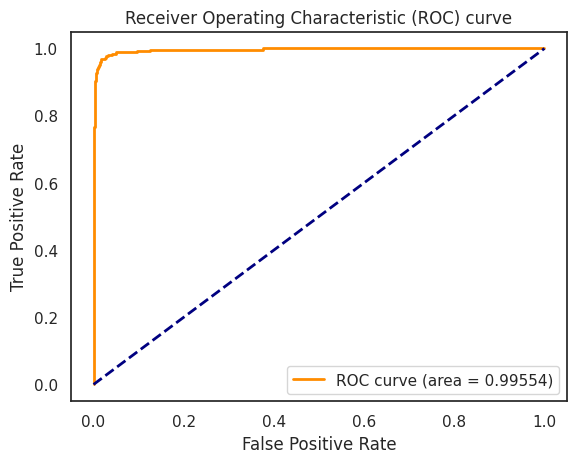 Receiver Operating Characteristic (ROC) curve
True Positive Rate
1.0
0.8
0.6
0.4
0.2
0.0
ROC curve (area = 0.99554)
0.0 0.2 0.4 0.6 0.8 1.0
False Positive Rate